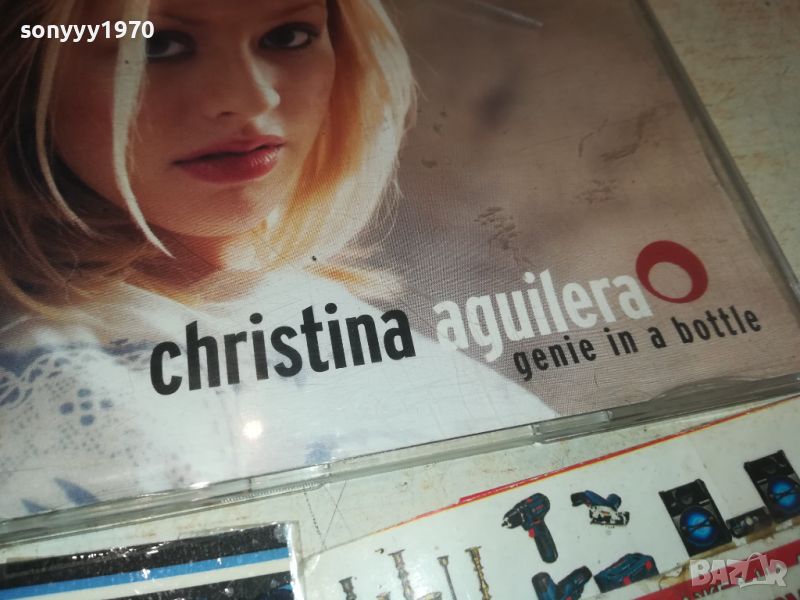 sonyyy1970
christina aguilera
genie in a bottle
BAZAR